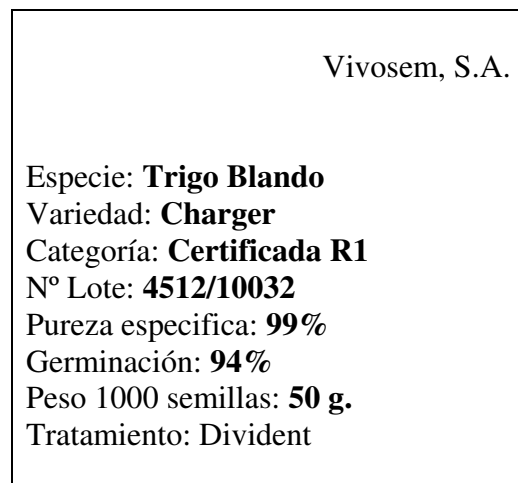 Vivosem, S.A.
Especie: Trigo Blando
Variedad: Charger
Categoría: Certificada R1
Nº Lote: 4512/10032
Pureza especifica: 99%
Germinación: 94%
Peso 1000 semillas: 50 g.
Tratamiento: Divident